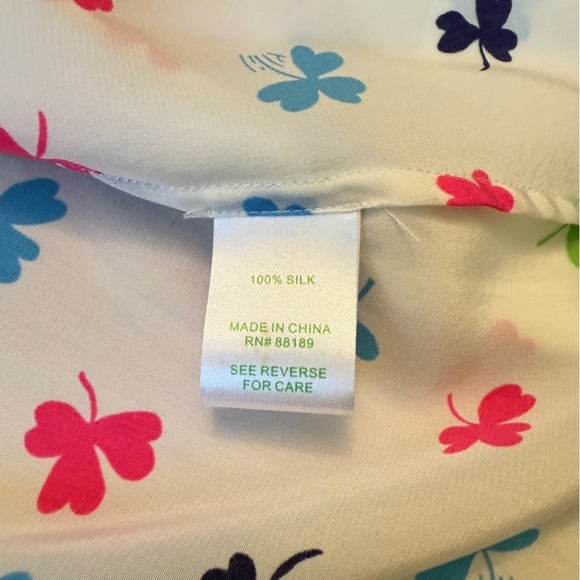 100% SILK
MADE IN CHINA
RN# 88189
SEE REVERSE
FOR CARE